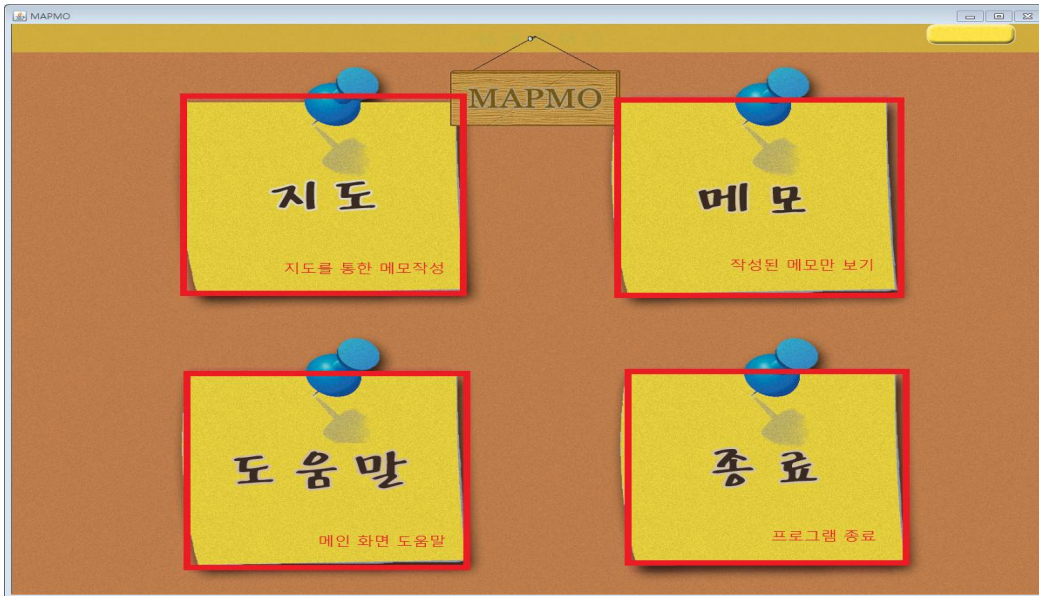 MAPMO
MAPMO
지도
지도를 통한 메모작성
메모
작성된 메모만 보기
도움말
메인 화면 도움말
종료
프로그램 종료